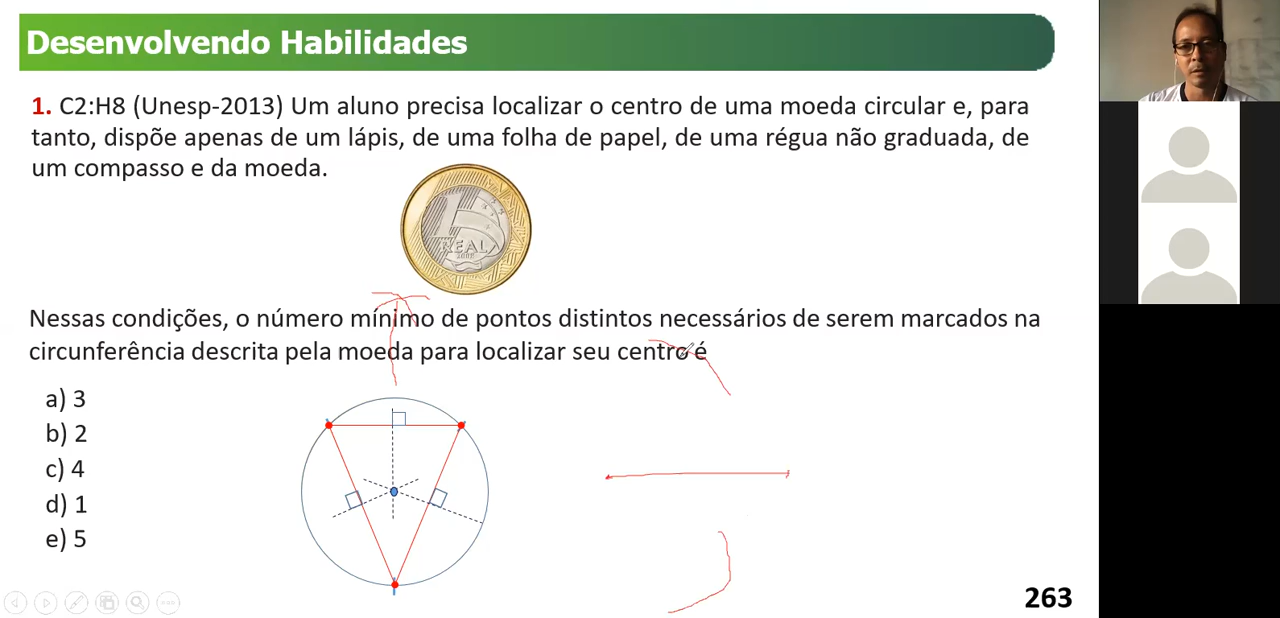 Desenvolvendo Habilidades
1. C2:H8 (Unesp-2013) Um aluno precisa localizar o centro de uma moeda circular e, para
tanto, dispõe apenas de um lápis, de uma folha de papel, de uma régua não graduada, de
um compasso e da moeda.
1
REAL
Nessas condições, o número mínimo de pontos distintos necessários de serem marcados na
circunferência descrita pela moeda para localizar seu centro é
a) 3
b) 2
c) 4
d) 1
e) 5
263